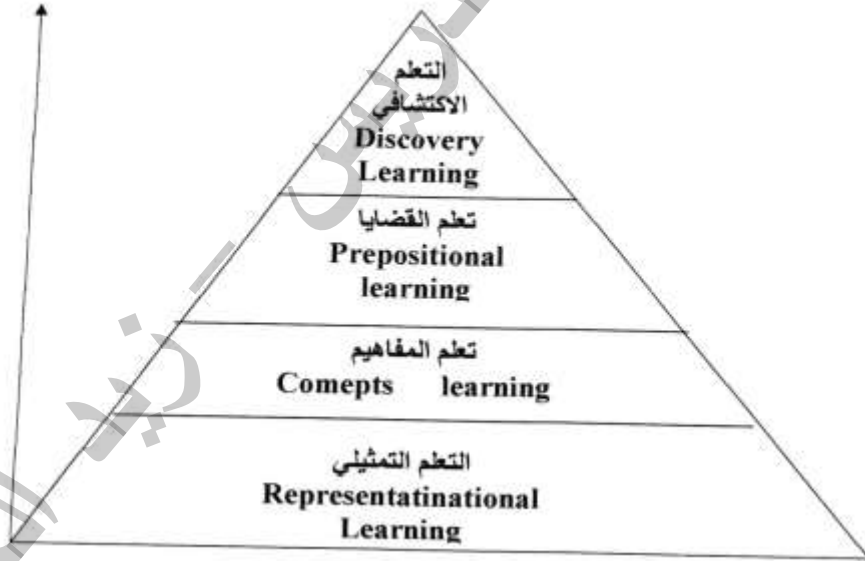 التعلم
الاكتشافي
Discovery
Learning
تعلم القضايا
Prepositional
learning
تعلم المفاهيم
Comepts learning
التعلم التمثيلي
Representatinational
Learning